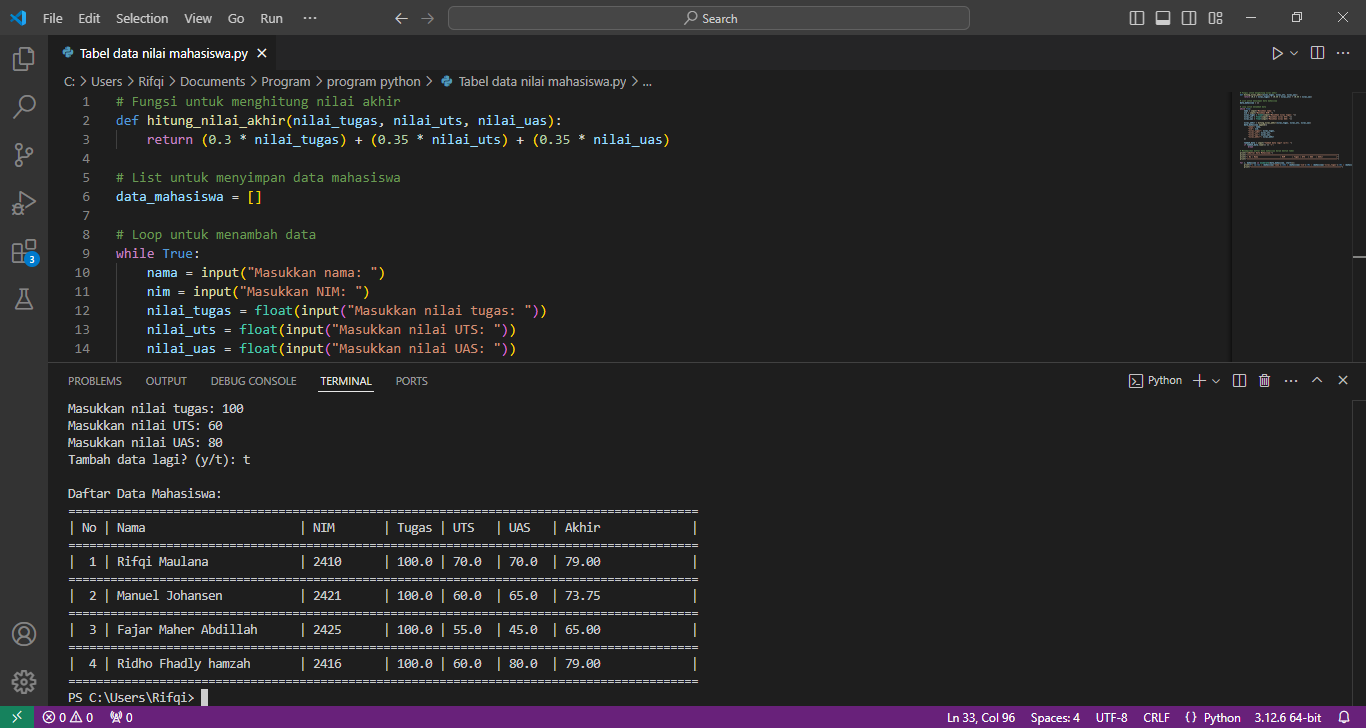 File Edit Selection View Go Run ··· Search
Tabel data nilai mahasiswa.py
C: > Users > Rifqi > Documents > Program > program python > Tabel data nilai mahasiswa.py > ...
1 # Fungsi untuk menghitung nilai akhir
2 def hitung_nilai_akhir(nilai_tugas, nilai_uts, nilai_uas):
3     return (0.3 * nilai_tugas) + (0.35 * nilai_uts) + (0.35 * nilai_uas)
4
5 # List untuk menyimpan data mahasiswa
6 data_mahasiswa = []
7
8 # Loop untuk menambah data
9 while True:
10     nama = input("Masukkan nama: ")
11     nim = input("Masukkan NIM: ")
12     nilai_tugas = float(input("Masukkan nilai tugas: "))
13     nilai_uts = float(input("Masukkan nilai UTS: "))
14     nilai_uas = float(input("Masukkan nilai UAS: "))
3
PROBLEMS OUTPUT DEBUG CONSOLE TERMINAL PORTS Python
Masukkan nilai tugas: 100
Masukkan nilai UTS: 60
Masukkan nilai UAS: 80
Tambah data lagi? (y/t): t
Daftar Data Mahasiswa:
==========================================================================================
| No | Nama                      | NIM       | Tugas | UTS   | UAS   | Akhir             |
==========================================================================================
|  1 | Rifqi Maulana             | 2410      | 100.0 | 70.0  | 70.0  | 79.00             |
==========================================================================================
|  2 | Manuel Johansen           | 2421      | 100.0 | 60.0  | 65.0  | 73.75             |
==========================================================================================
|  3 | Fajar Maher Abdillah      | 2425      | 100.0 | 55.0  | 45.0  | 65.00             |
==========================================================================================
|  4 | Ridho Fhadly hamzah       | 2416      | 100.0 | 60.0  | 80.0  | 79.00             |
==========================================================================================
PS C:\Users\Rifqi>
0 0 0 Ln 33, Col 96 Spaces: 4 UTF-8 CRLF {} Python 3.12.6 64-bit